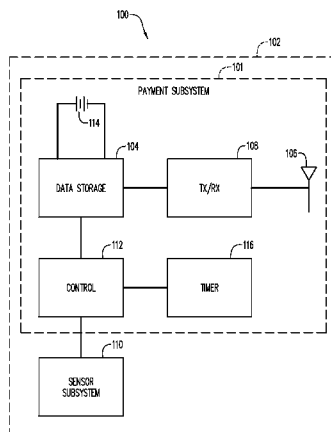 100
102
101
PAYMENT SUBSYSTEM
114
104
108
106
DATA STORAGE
TX/RX
112
116
CONTROL
TIMER
110
SENSOR
SUBSYSTEM